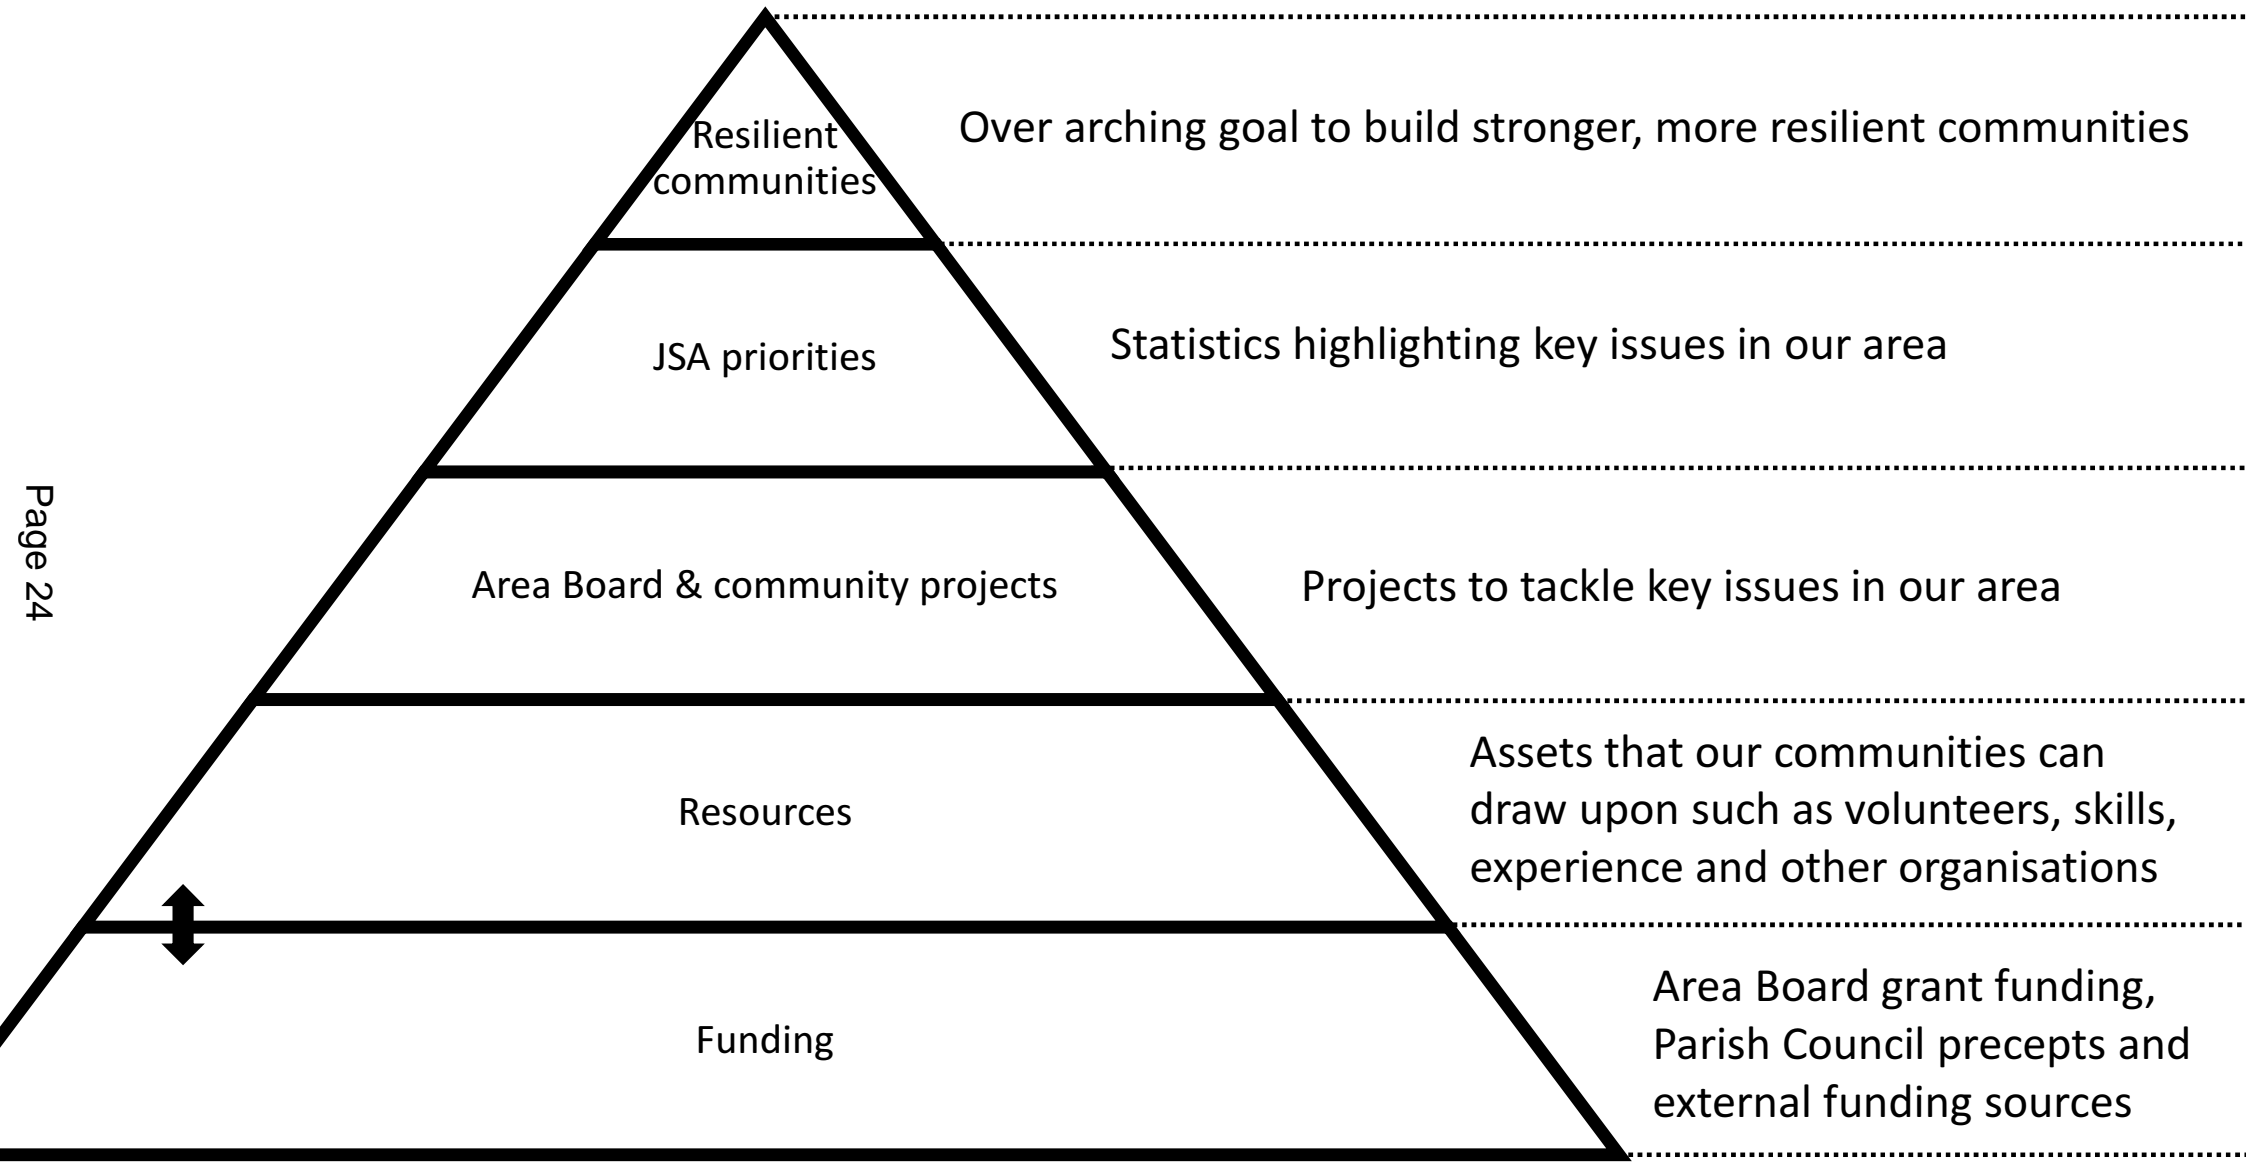 Resilient
communities
Over arching goal to build stronger, more resilient communities
JSA priorities
Statistics highlighting key issues in our area
Area Board & community projects
Projects to tackle key issues in our area
Resources
Assets that our communities can
draw upon such as volunteers, skills,
experience and other organisations
Funding
Area Board grant funding,
Parish Council precepts and
external funding sources
Page 24